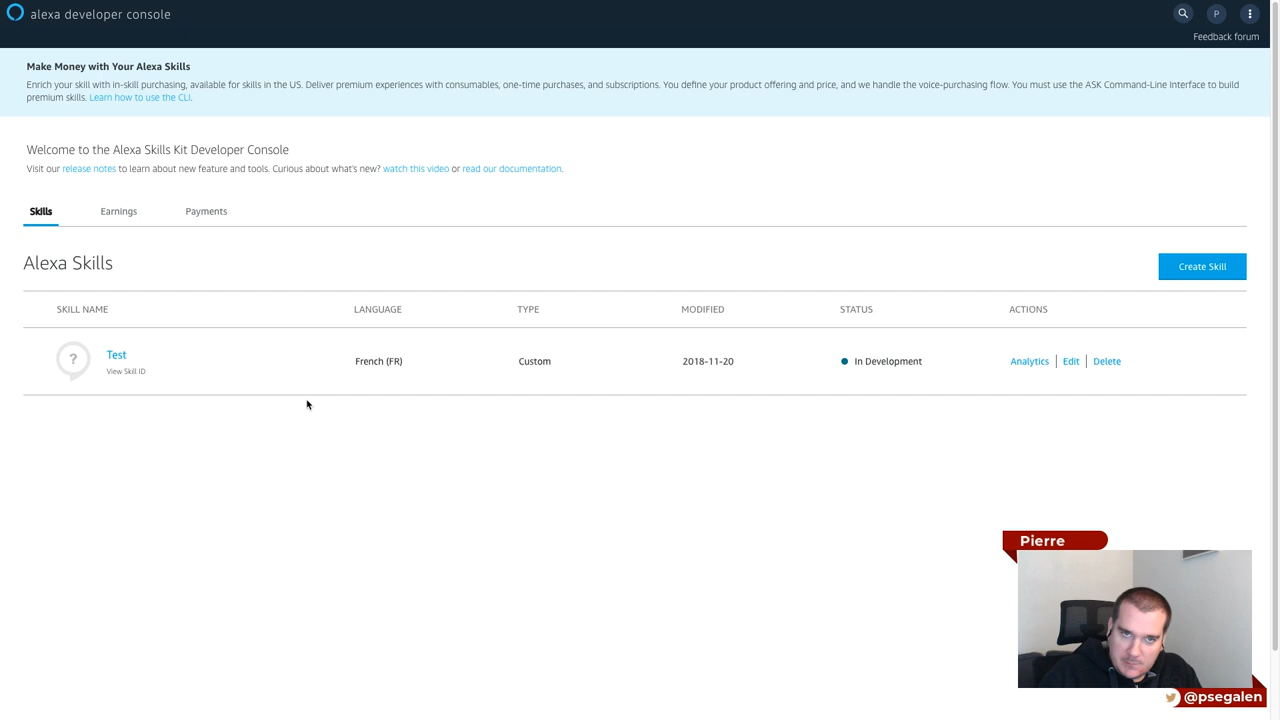 alexa developer console
P
Feedback forum
Make Money with Your Alexa Skills
Enrich your skill with in-skill purchasing, available for skills in the US. Deliver premium experiences with consumables, one-time purchases, and subscriptions. You define your product offering and price, and we handle the voice-purchasing flow. You must use the ASK Command-Line Interface to build
premium skills. Learn how to use the CLI.
Welcome to the Alexa Skills Kit Developer Console
Visit our release notes to learn about new feature and tools. Curious about what's new? watch this video or read our documentation.
Skills Earnings Payments
Alexa Skills
Create Skill
SKILL NAME LANGUAGE TYPE MODIFIED STATUS ACTIONS
?
Test
View Skill ID
French (FR) Custom 2018-11-20 In Development Analytics Edit Delete
Pierre
@psegalen